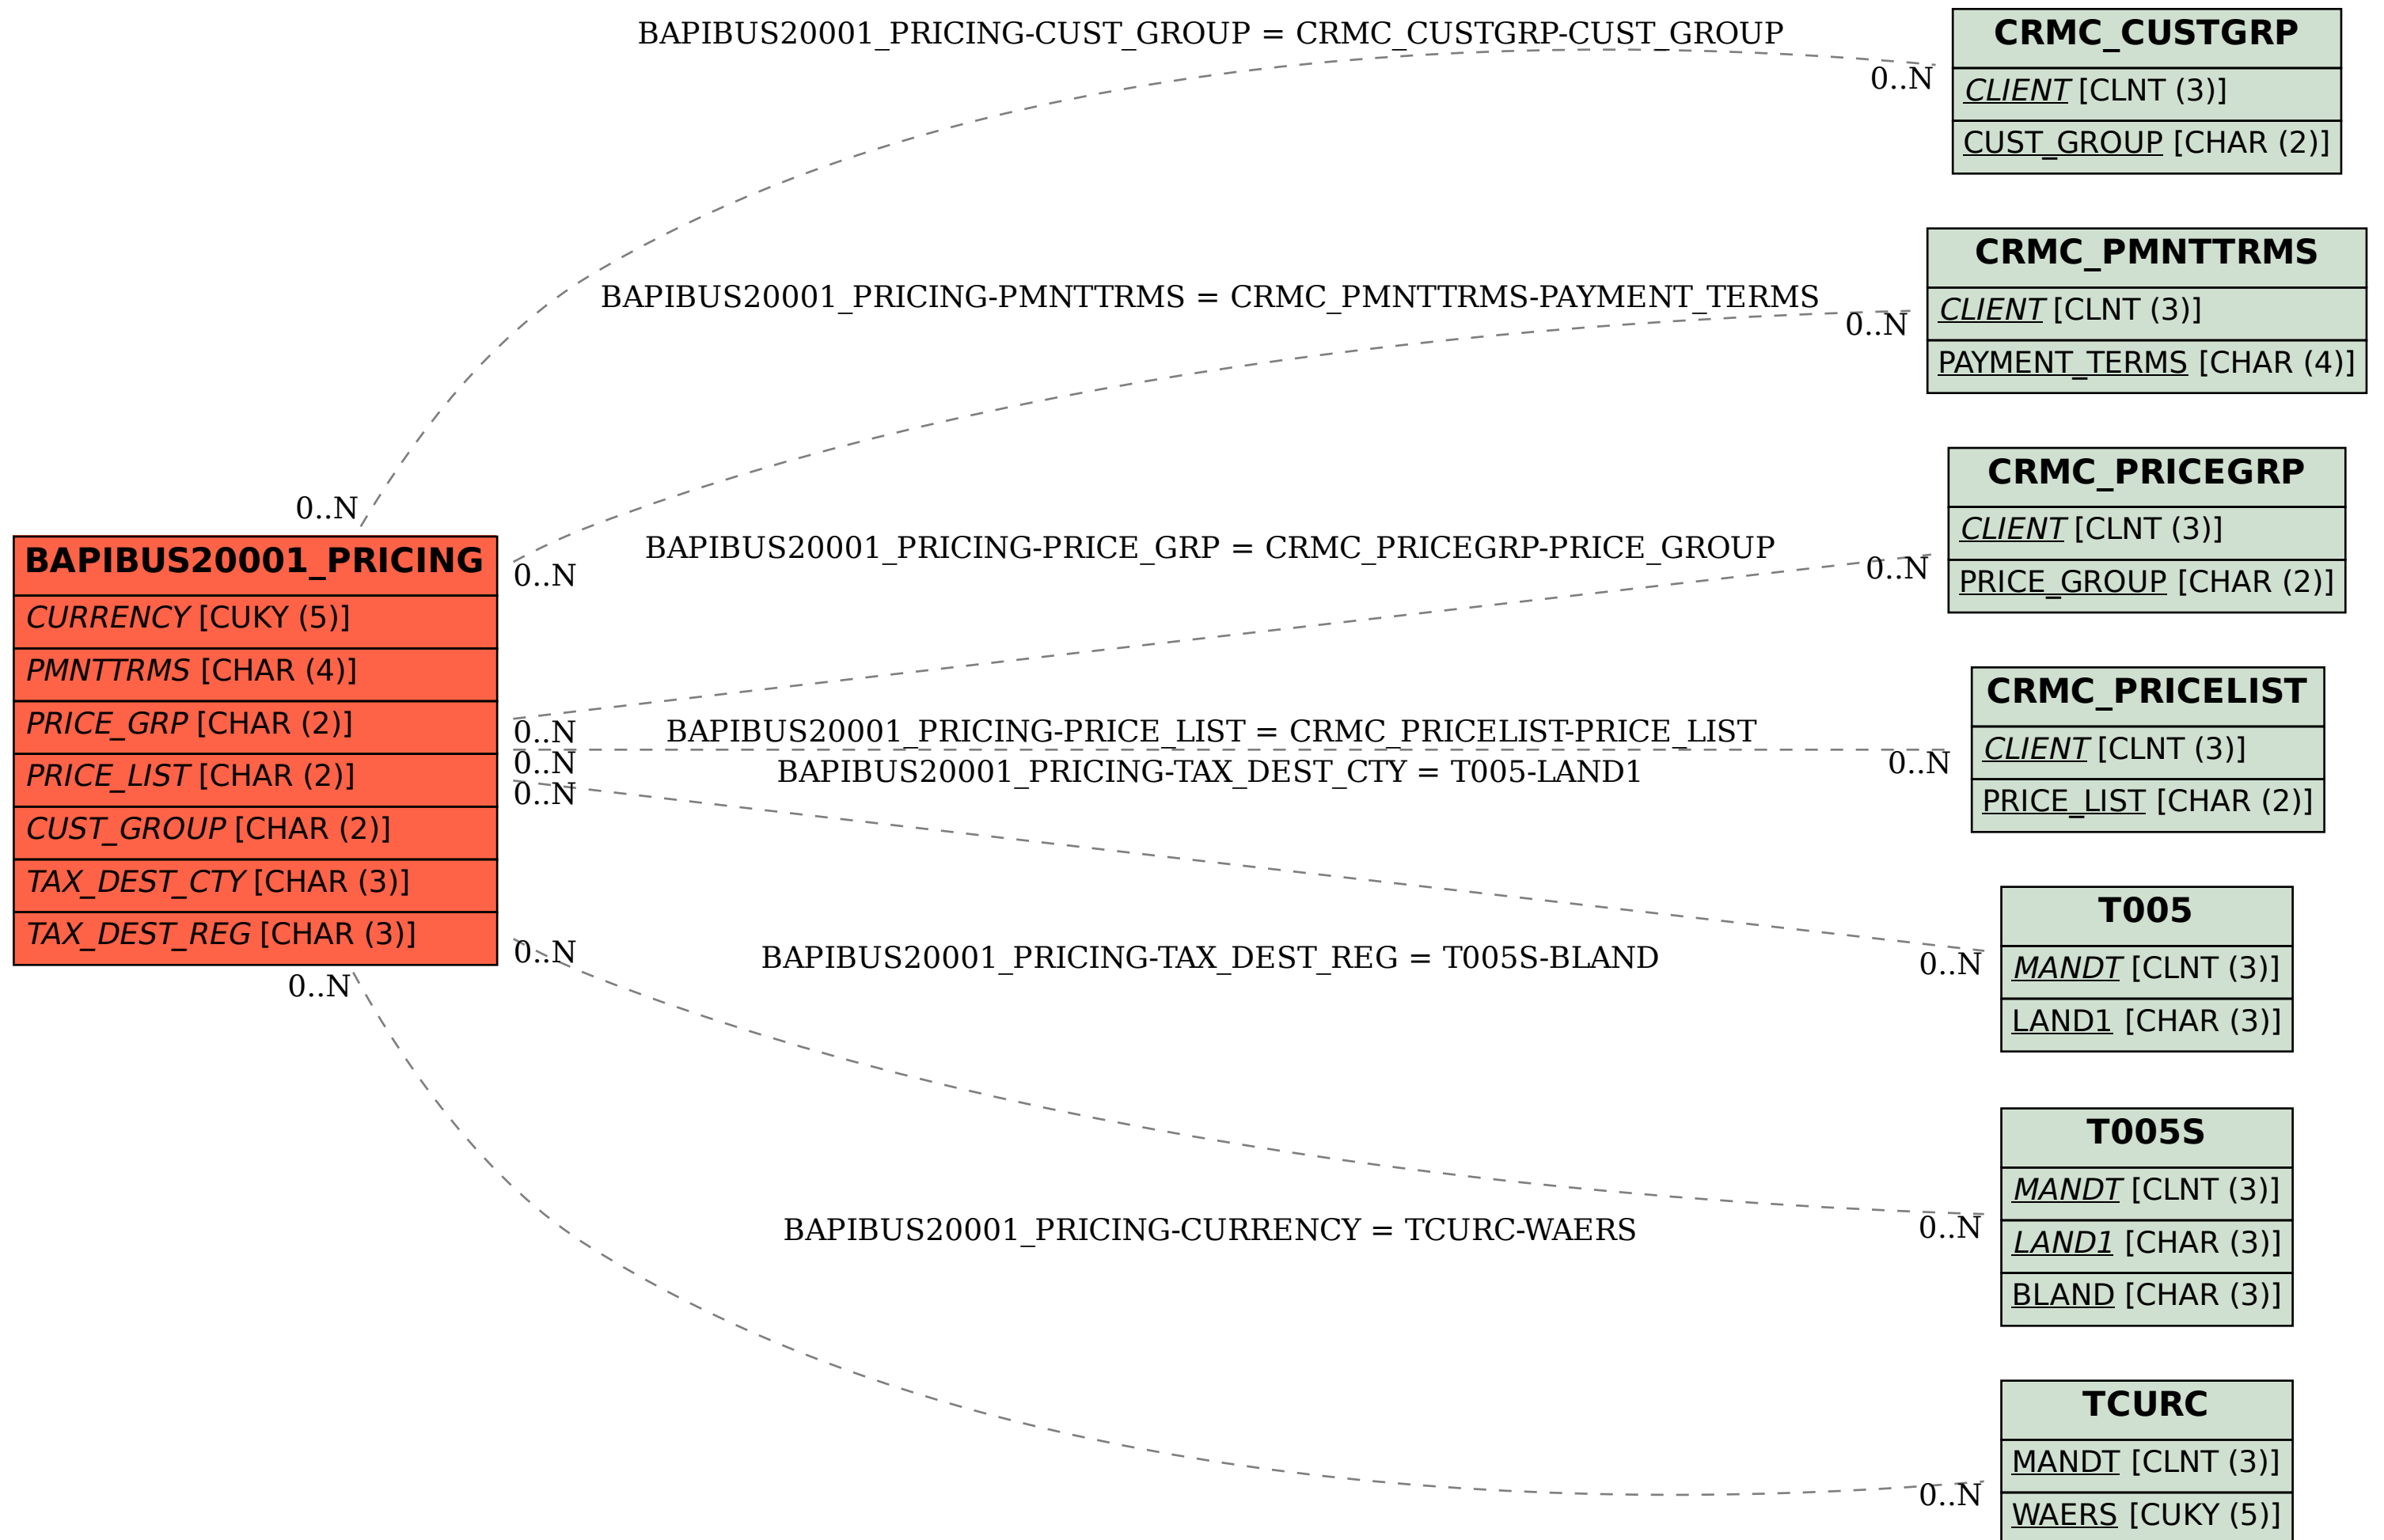 BAPIBUS20001_PRICING-CUST_GROUP = CRMC_CUSTGRP-CUST_GROUP
0..N
CRMC_CUSTGRP
CLIENT [CLNT (3)]
CUST_GROUP [CHAR (2)]
BAPIBUS20001_PRICING-PMNTTRMS = CRMC_PMNTTRMS-PAYMENT_TERMS
0..N
CRMC_PMNTTRMS
CLIENT [CLNT (3)]
PAYMENT_TERMS [CHAR (4)]
0..N
BAPIBUS20001_PRICING
CURRENCY [CUKY (5)]
PMNTTRMS [CHAR (4)]
PRICE_GRP [CHAR (2)]
PRICE_LIST [CHAR (2)]
CUST_GROUP [CHAR (2)]
TAX_DEST_CTY [CHAR (3)]
TAX_DEST_REG [CHAR (3)]
0..N
0..N
BAPIBUS20001_PRICING-PRICE_GRP = CRMC_PRICEGRP-PRICE_GROUP
0..N
CRMC_PRICEGRP
CLIENT [CLNT (3)]
PRICE_GROUP [CHAR (2)]
0..N
BAPIBUS20001_PRICING-PRICE_LIST = CRMC_PRICELIST-PRICE_LIST
0..N
BAPIBUS20001_PRICING-TAX_DEST_CTY = T005-LAND1
0..N
0..N
CRMC_PRICELIST
CLIENT [CLNT (3)]
PRICE_LIST [CHAR (2)]
0..N
BAPIBUS20001_PRICING-TAX_DEST_REG = T005S-BLAND
0..N
T005
MANDT [CLNT (3)]
LAND1 [CHAR (3)]
BAPIBUS20001_PRICING-CURRENCY = TCURC-WAERS
0..N
T005S
MANDT [CLNT (3)]
LAND1 [CHAR (3)]
BLAND [CHAR (3)]
0..N
TCURC
MANDT [CLNT (3)]
WAERS [CUKY (5)]